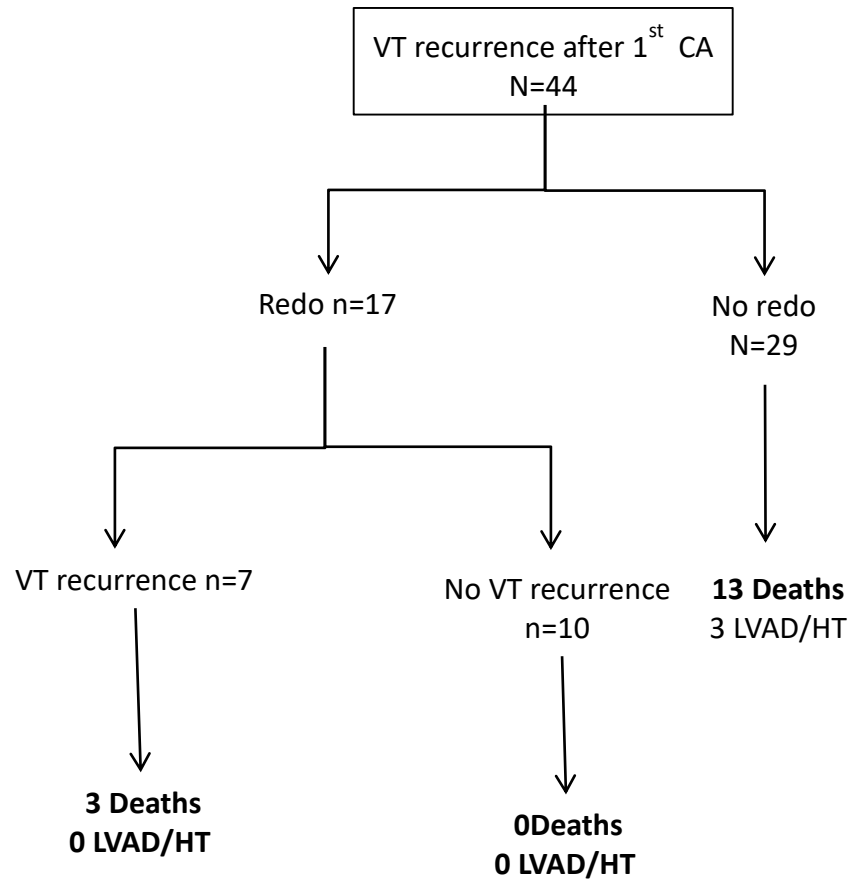 VT recurrence after 1st CA
N=44
Redo n=17
No redo
N=29
VT recurrence n=7
No VT recurrence
n=10
13 Deaths
3 LVAD/HT
3 Deaths
0 LVAD/HT
0Deaths
0 LVAD/HT